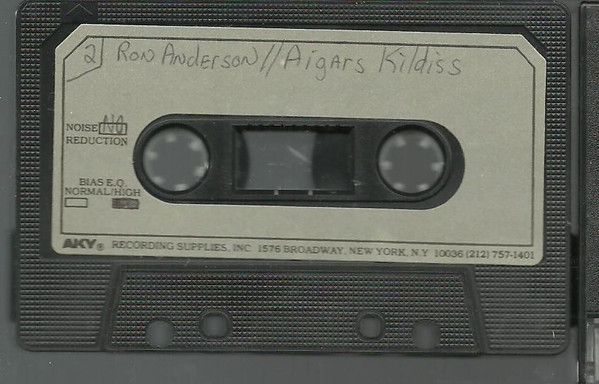 2 Ron Anderson // Aigars Kildiss
NOISE NO
REDUCTION
BIAS E.Q.
NORMAL/HIGH
AKY® RECORDING SUPPLIES, INC 1576 BROADWAY, NEW YORK, N.Y 10036 (212) 757-1401